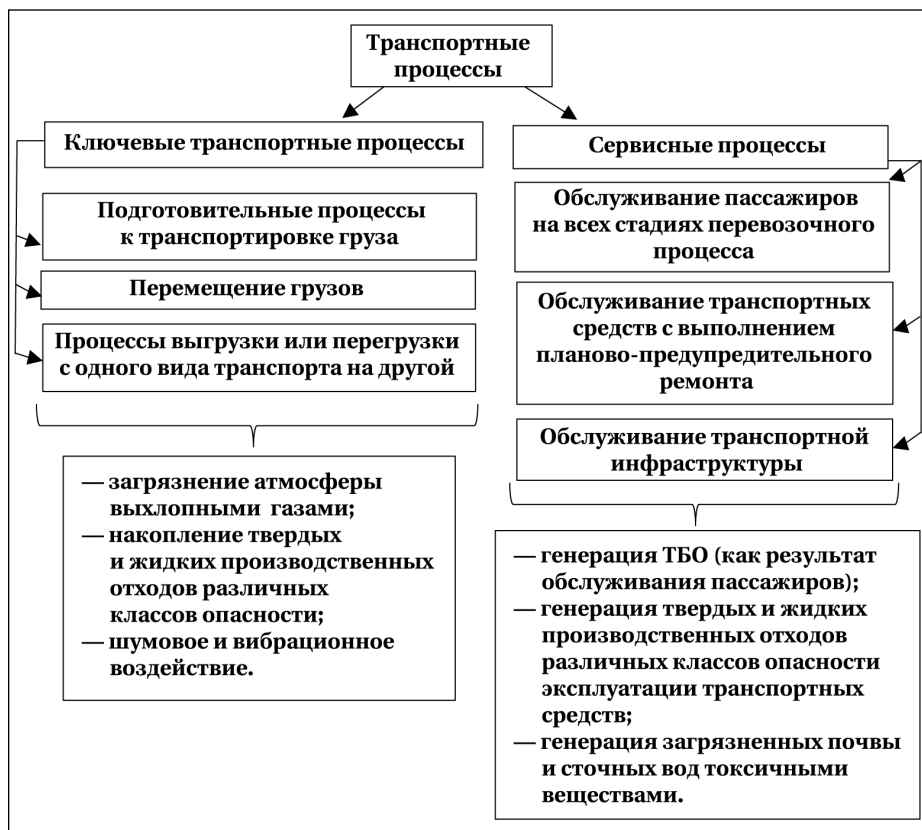 Транспортные
процессы
Ключевые транспортные процессы
Подготовительные процессы
к транспортировке груза
Перемещение грузов
Процессы выгрузки или перегрузки
с одного вида транспорта на другой
— загрязнение атмосферы
выхлопными газами;
— накопление твердых
и жидких производственных
отходов различных
классов опасности;
— шумовое и вибрационное
воздействие.
Сервисные процессы
Обслуживание пассажиров
на всех стадиях перевозочного
процесса
Обслуживание транспортных
средств с выполнением
планово-предупредительного
ремонта
Обслуживание транспортной
инфраструктуры
— генерация ТБО (как результат
обслуживания пассажиров);
— генерация твердых и жидких
производственных отходов
различных классов опасности
эксплуатации транспортных
средств;
— генерация загрязненных почвы
и сточных вод токсичными
веществами.